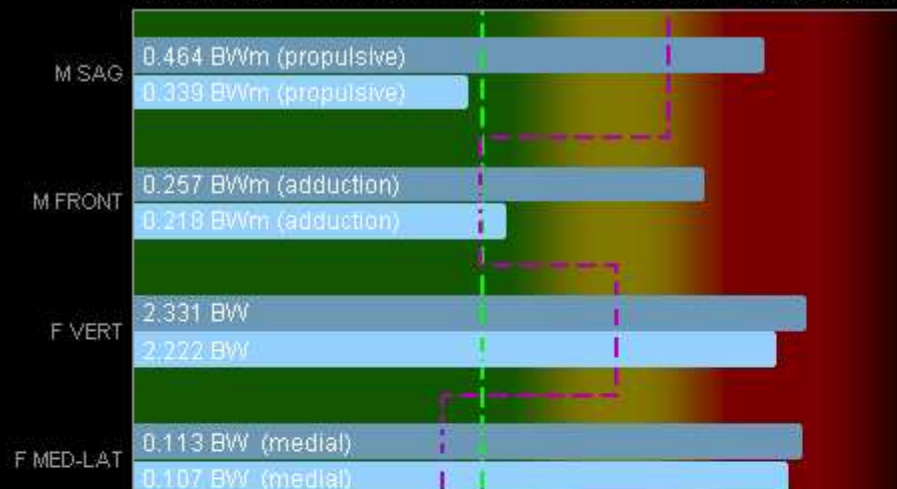 M SAG
0.464 BWm (propulsive)
0.339 BWm (propulsive)
M FRONT
0.257 BWm (adduction)
0.218 BWm (adduction)
F VERT
2.331 BW
2.222 BW
F MED-LAT
0.113 BW (medial)
0.107 BW (medial)